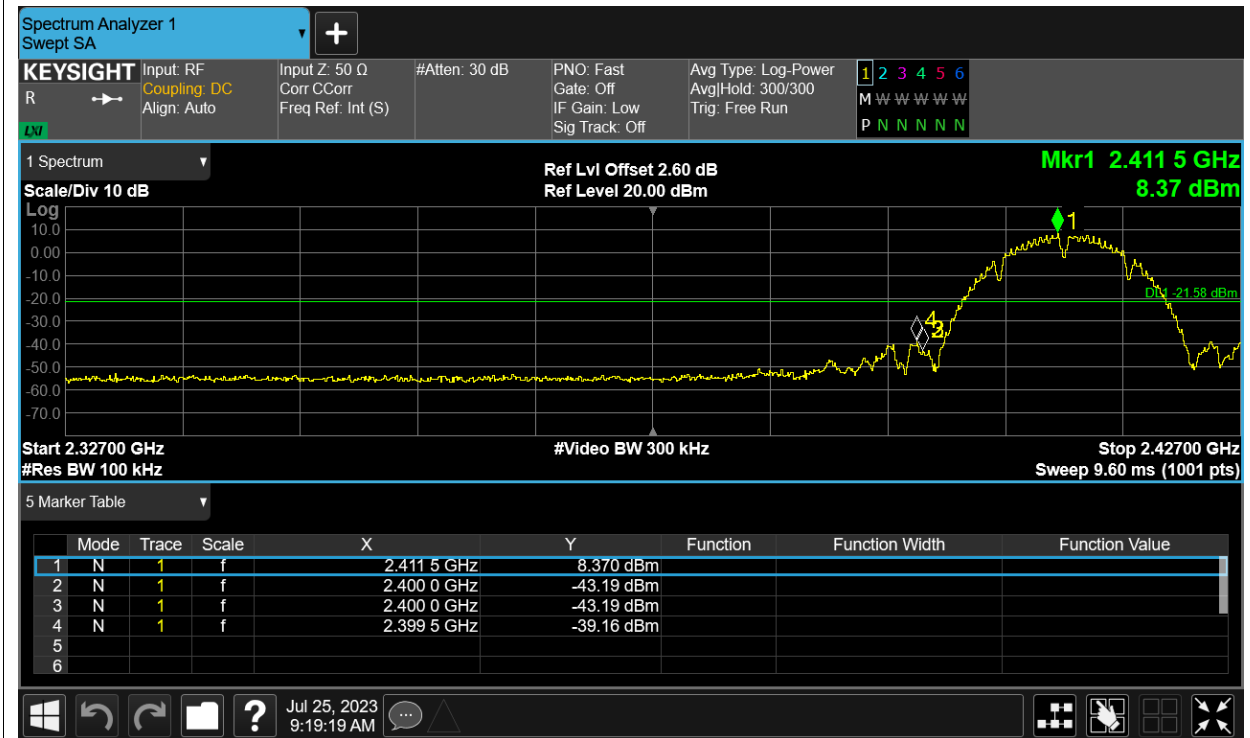 Spectrum Analyzer 1
Swept SA
+
KEYSIGHT Input: RF Input Z: 50 Ω #Atten: 30 dB PNO: Fast Avg Type: Log-Power 1 2 3 4 5 6
R Coupling: DC Corr CCorr Gate: Off Avg|Hold: 300/300 M W W W W W W
Align: Auto Freq Ref: Int (S) IF Gain: Low Trig: Free Run P N N N N N N
LXI Sig Track: Off
1 Spectrum Ref Lvl Offset 2.60 dB Mkr1 2.411 5 GHz
Scale/Div 10 dB Ref Level 20.00 dBm 8.37 dBm
Log
10.0 1
0.00
-10.0
-20.0 DL1 -21.58 dBm
-30.0 4
-40.0
-50.0
-60.0
-70.0
Start 2.32700 GHz #Video BW 300 kHz Stop 2.42700 GHz
#Res BW 100 kHz Sweep 9.60 ms (1001 pts)
5 Marker Table
Mode Trace Scale X Y Function Function Width Function Value
1 N 1 f 2.411 5 GHz 8.370 dBm
2 N 1 f 2.400 0 GHz -43.19 dBm
3 N 1 f 2.400 0 GHz -43.19 dBm
4 N 1 f 2.399 5 GHz -39.16 dBm
5
6
? Jul 25, 2023
9:19:19 AM